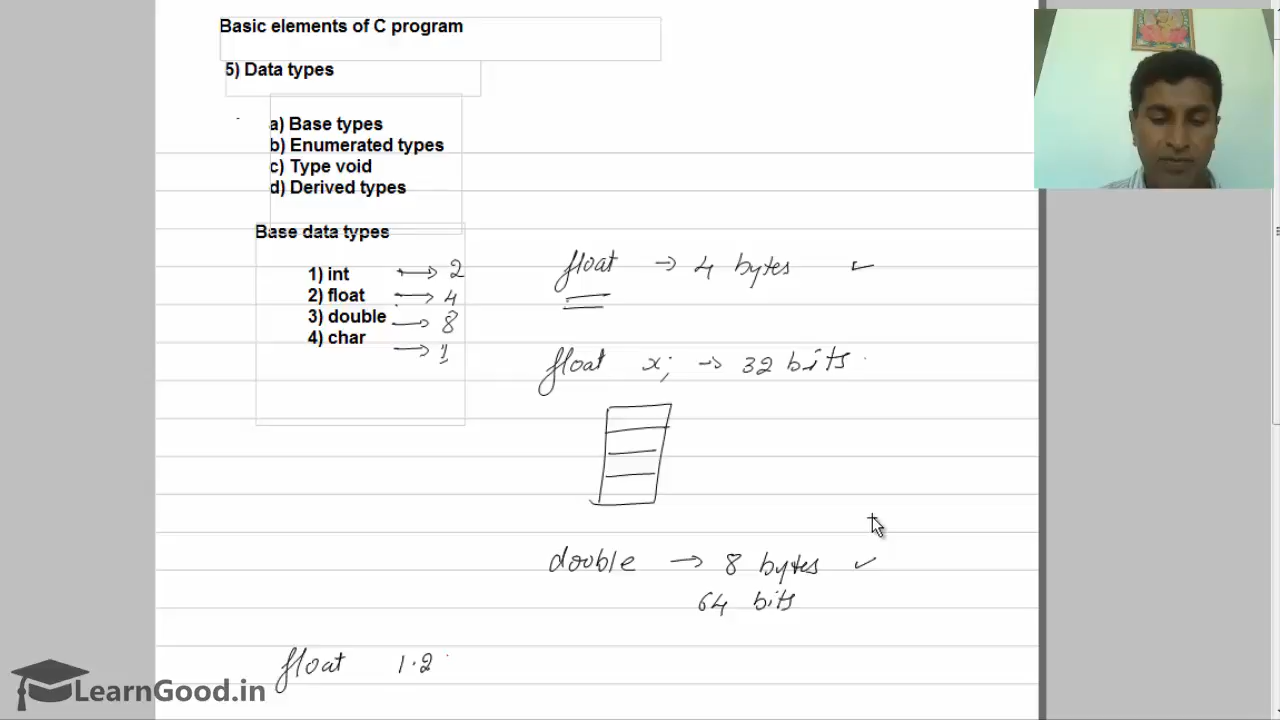 Basic elements of C program
5) Data types
a) Base types
b) Enumerated types
c) Type void
d) Derived types
Base data types
1) int → 2
2) float → 4
3) double → 8
4) char → 1
float → 4 bytes ✓
float x; → 32 bits
double → 8 bytes ✓
64 bits
float 1.2
LearnGood.in